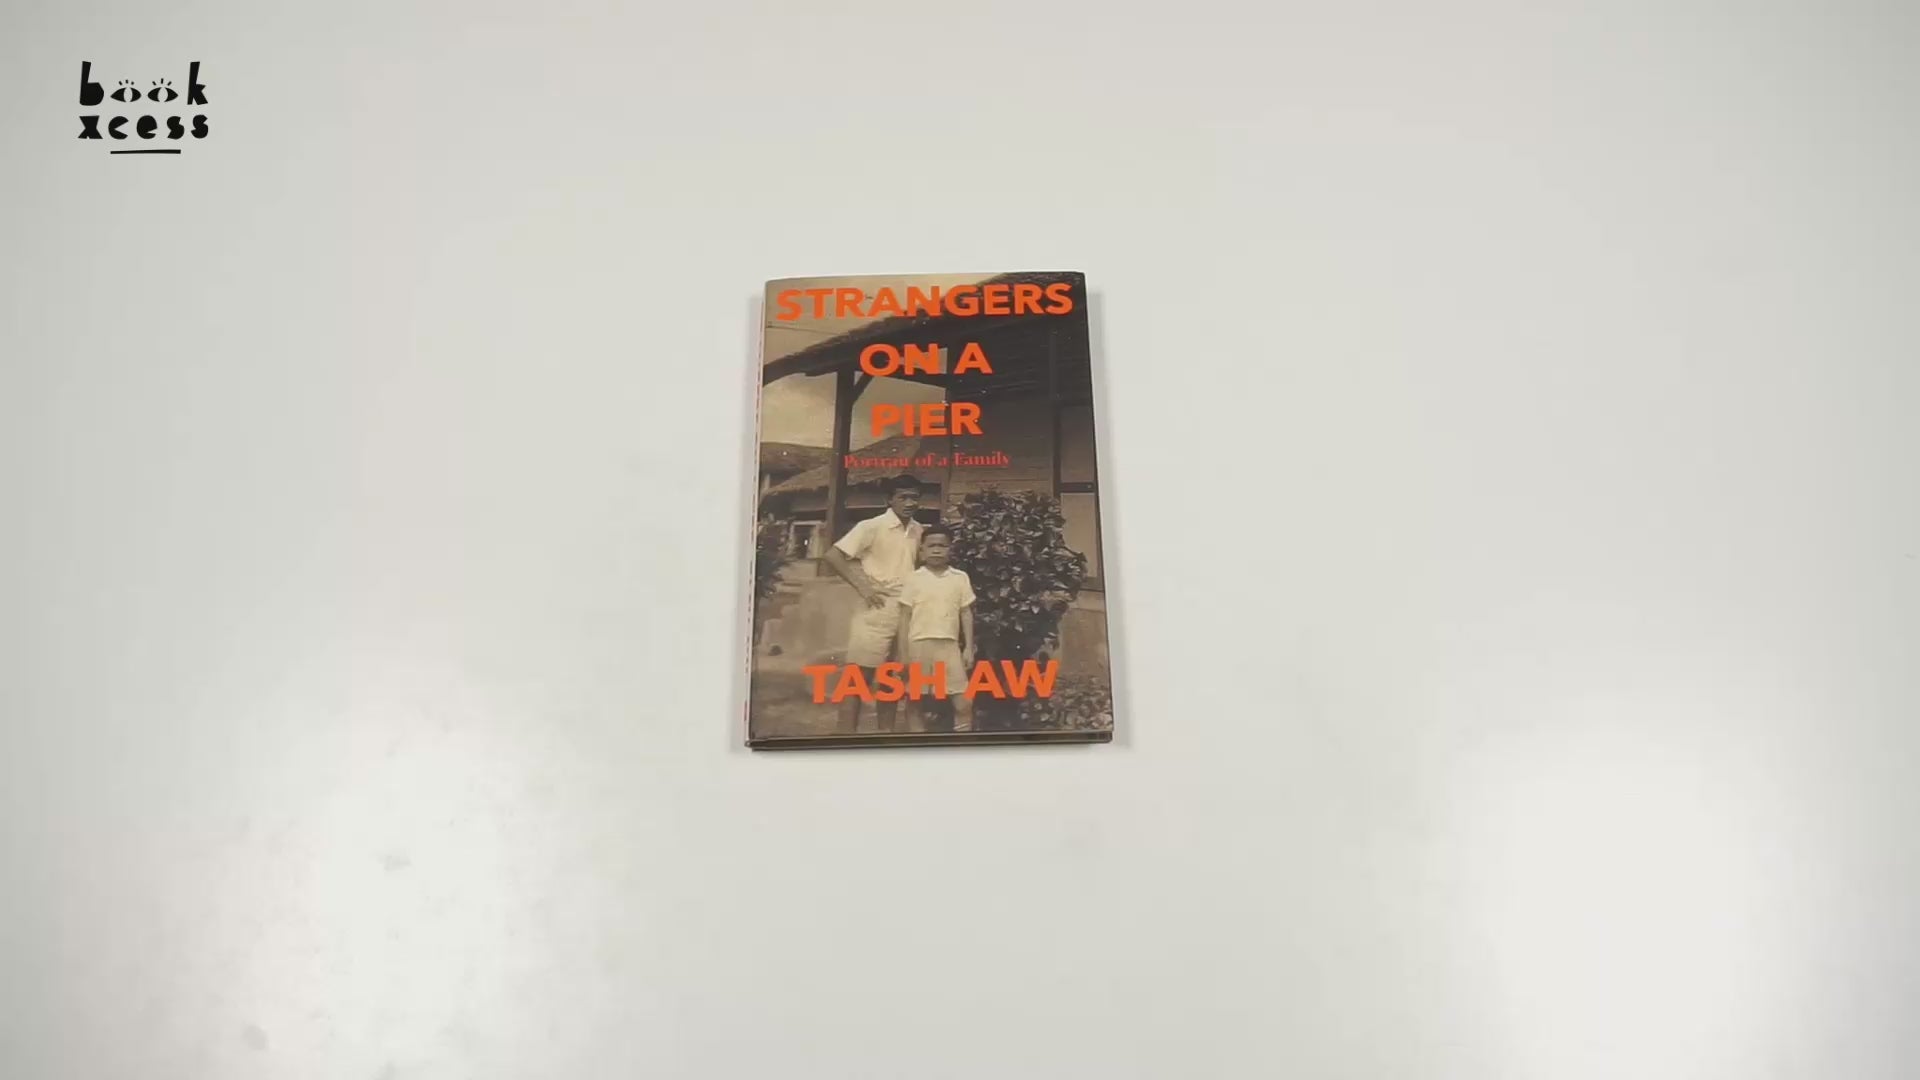 book
xcess
STRANGERS
ON A
PIER
Portrait of a Family
TASH AW